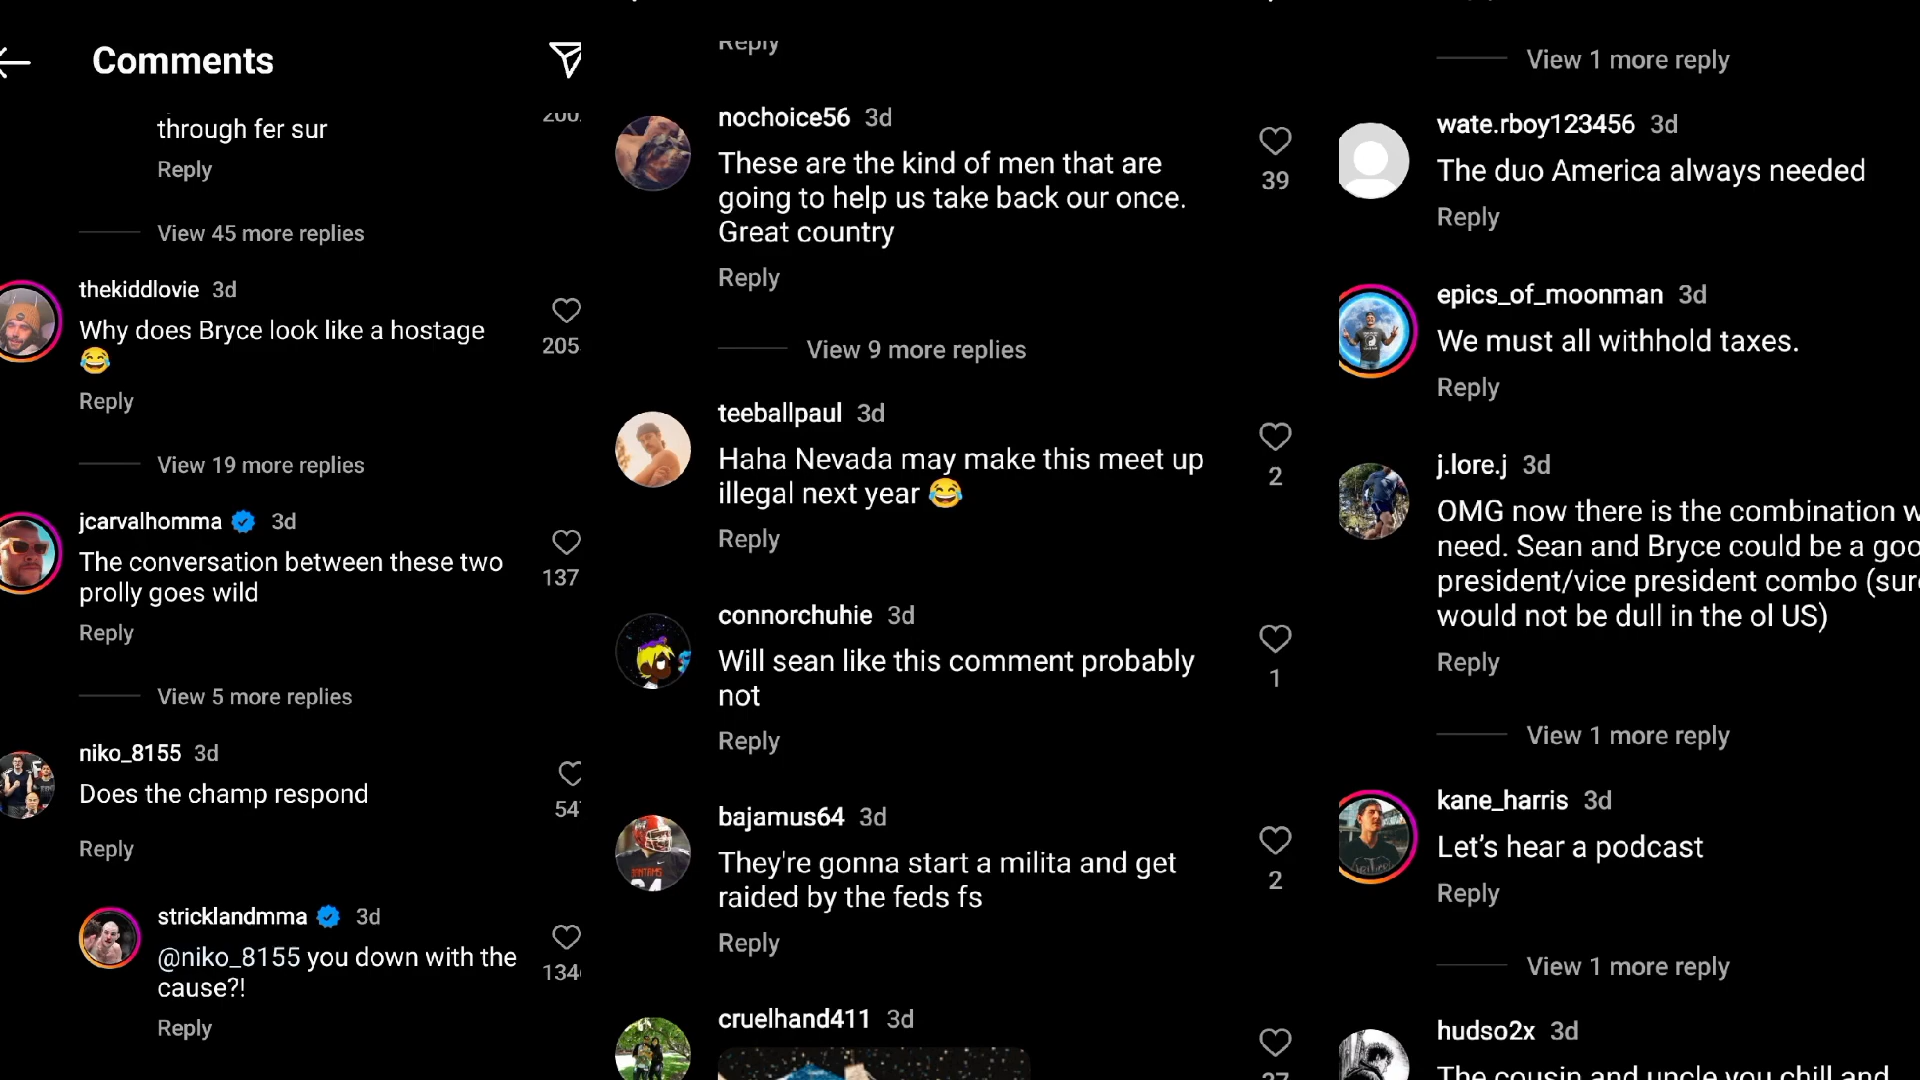 Comments
through fer sur
Reply
View 45 more replies
thekiddlovie 3d
Why does Bryce look like a hostage
😂
205
Reply
View 19 more replies
jcarvalhomma 3d
The conversation between these two
prolly goes wild
137
Reply
View 5 more replies
niko_8155 3d
Does the champ respond
54
Reply
stricklandmma 3d
@niko_8155 you down with the
cause?!
134
Reply
Reply
nochoice56 3d
These are the kind of men that are
going to help us take back our once.
Great country
39
Reply
View 9 more replies
teeballpaul 3d
Haha Nevada may make this meet up
illegal next year 😂
2
Reply
connorchuhie 3d
Will sean like this comment probably
not
1
Reply
bajamus64 3d
They're gonna start a milita and get
raided by the feds fs
2
Reply
cruelhand411 3d
View 1 more reply
wate.rboy123456 3d
The duo America always needed
Reply
epics_of_moonman 3d
We must all withhold taxes.
Reply
j.lore.j 3d
OMG now there is the combination w
need. Sean and Bryce could be a goo
president/vice president combo (sur
would not be dull in the ol US)
Reply
View 1 more reply
kane_harris 3d
Let’s hear a podcast
Reply
View 1 more reply
hudso2x 3d
The cousin and uncle you chill and